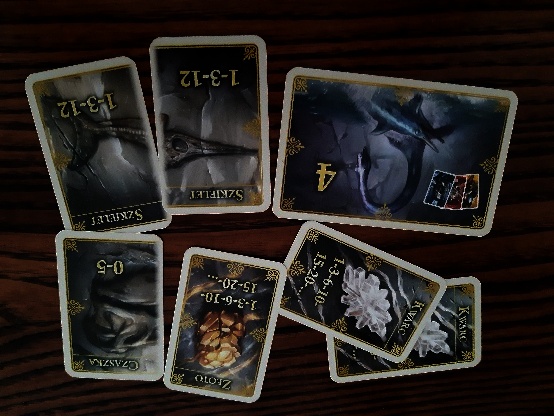 1-3-12
SZKIELET
1-3-12
SZKIELET
4
0-5
CZASZKA
1-3-6-10-
15-20-...
ZŁOTO
1-3-6-10-
15-20-...
KWARC
KWARC